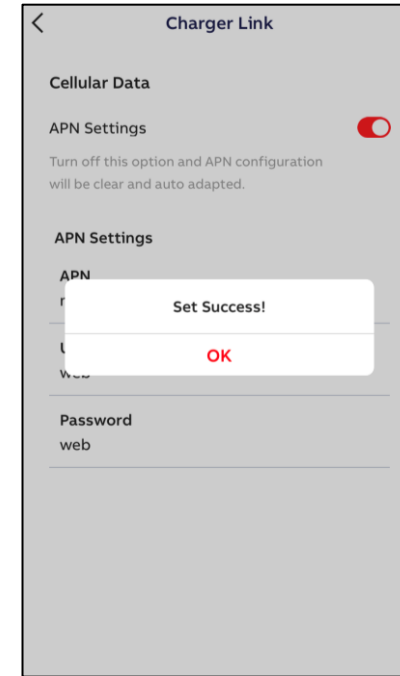 Charger Link
Cellular Data
APN Settings
Turn off this option and APN configuration
will be clear and auto adapted.
APN Settings
APN
Set Success!
OK
Password
web